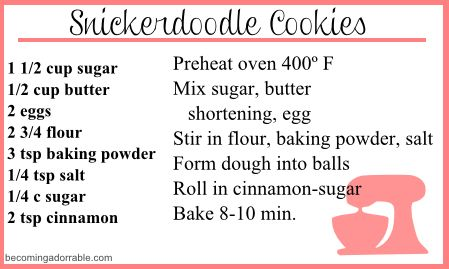 Snickerdoodle Cookies
1 1/2 cup sugar
1/2 cup butter
2 eggs
2 3/4 flour
3 tsp baking powder
1/4 tsp salt
1/4 c sugar
2 tsp cinnamon
Preheat oven 400º F
Mix sugar, butter
shortening, egg
Stir in flour, baking powder, salt
Form dough into balls
Roll in cinnamon-sugar
Bake 8-10 min.
becomingadorrable.com